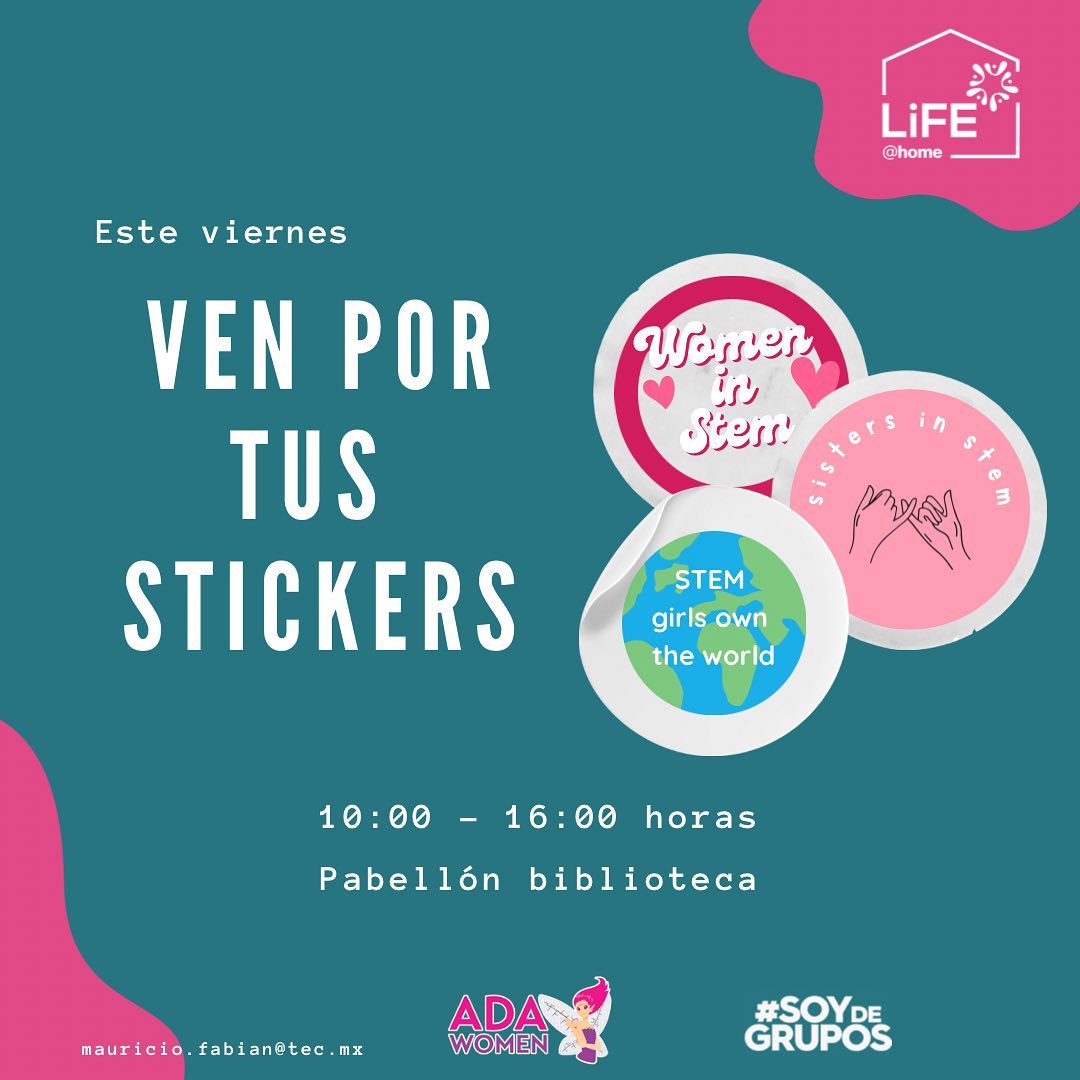 LiFE
@home
Este viernes
VEN POR
TUS
STICKERS
Women
in
Stem
sisters in stem
STEM
girls own
the world
10:00 – 16:00 horas
Pabellón biblioteca
mauricio.fabian@tec.mx
ADA
WOMEN
#SOY DE
GRUPOS